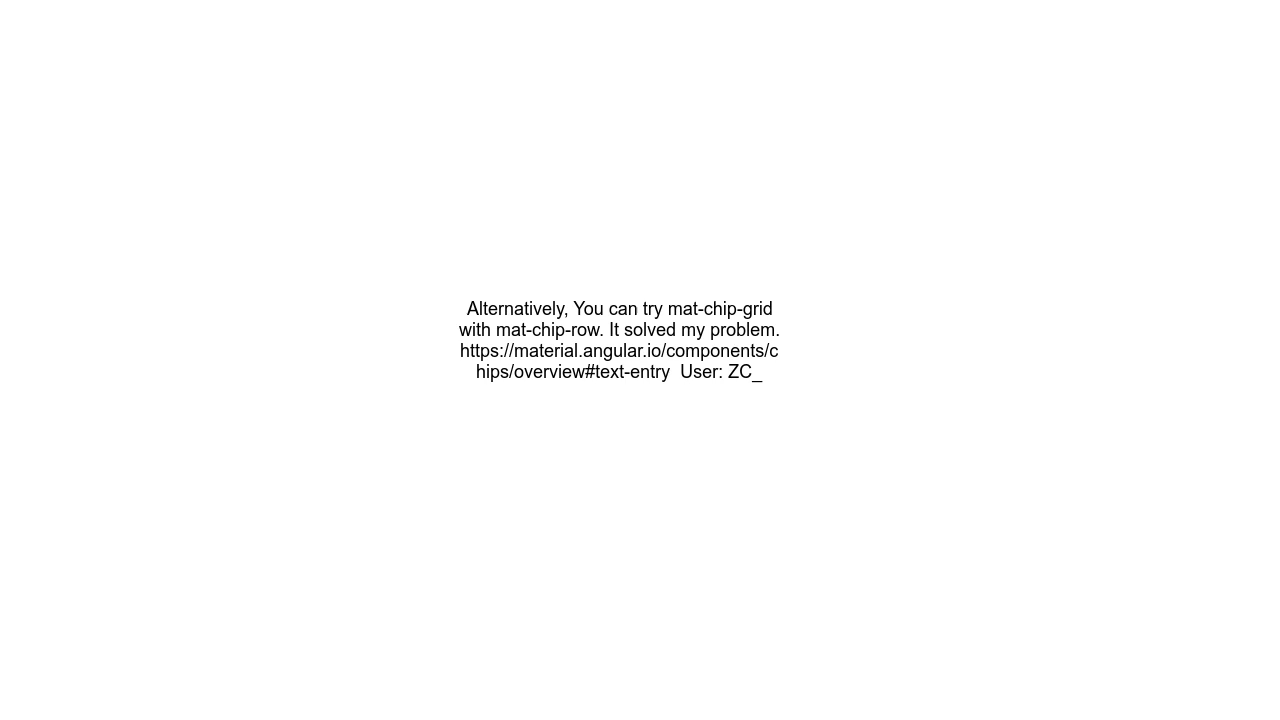 Alternatively, You can try mat-chip-grid
with mat-chip-row. It solved my problem.
https://material.angular.io/components/c
hips/overview#text-entry  User: ZC_